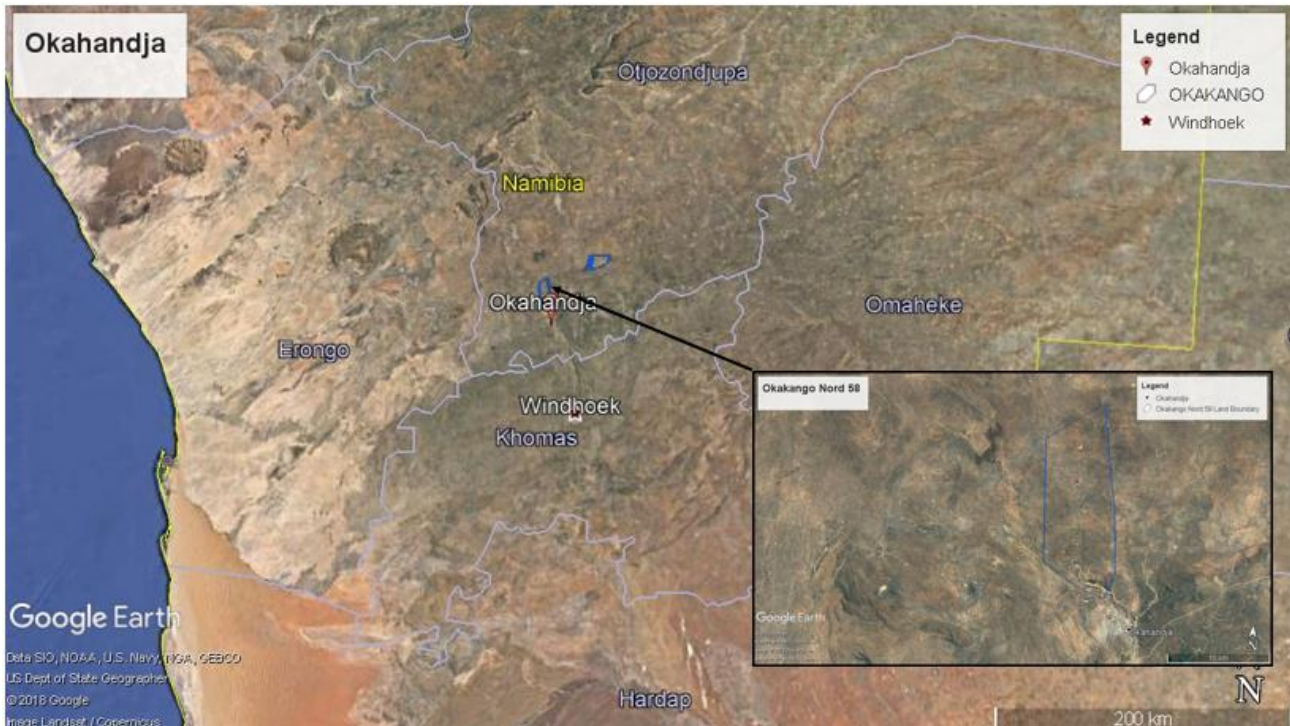 Okahandja
Legend
Okahandja
OKAKANGO
Windhoek
Otjozondjupa
Namibia
Okahandja
Omaheke
Erongo
Windhoek
Khomas
Okakango Nord 58
Legend
Okahandja
Okakango Nord 58 Land Boundary
Google Earth
Okahandja
Google Earth
Data SIO, NOAA, U.S. Navy, NGA, GEBCO
US Dept of State Geographer
© 2018 Google
Image Landsat / Copernicus
Hardap
N
200 km